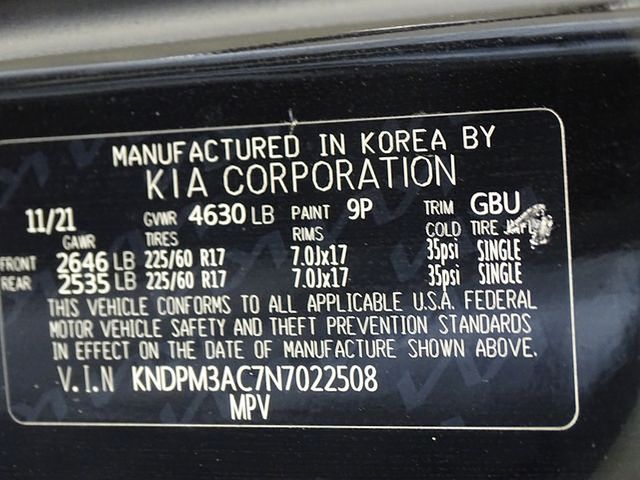 MANUFACTURED IN KOREA BY
KIA CORPORATION
11/21 GVWR 4630 LB PAINT 9P TRIM GBU
GAWR TIRES RIMS COLD TIRE
FRONT 2646 LB 225/60 R17 7.0Jx17 35psi SINGLE
REAR 2535 LB 225/60 R17 7.0Jx17 35psi SINGLE
THIS VEHICLE CONFORMS TO ALL APPLICABLE U.S.A. FEDERAL
MOTOR VEHICLE SAFETY AND THEFT PREVENTION STANDARDS
IN EFFECT ON THE DATE OF MANUFACTURE SHOWN ABOVE.
V.I.N KNDPM3AC7N7022508
MPV